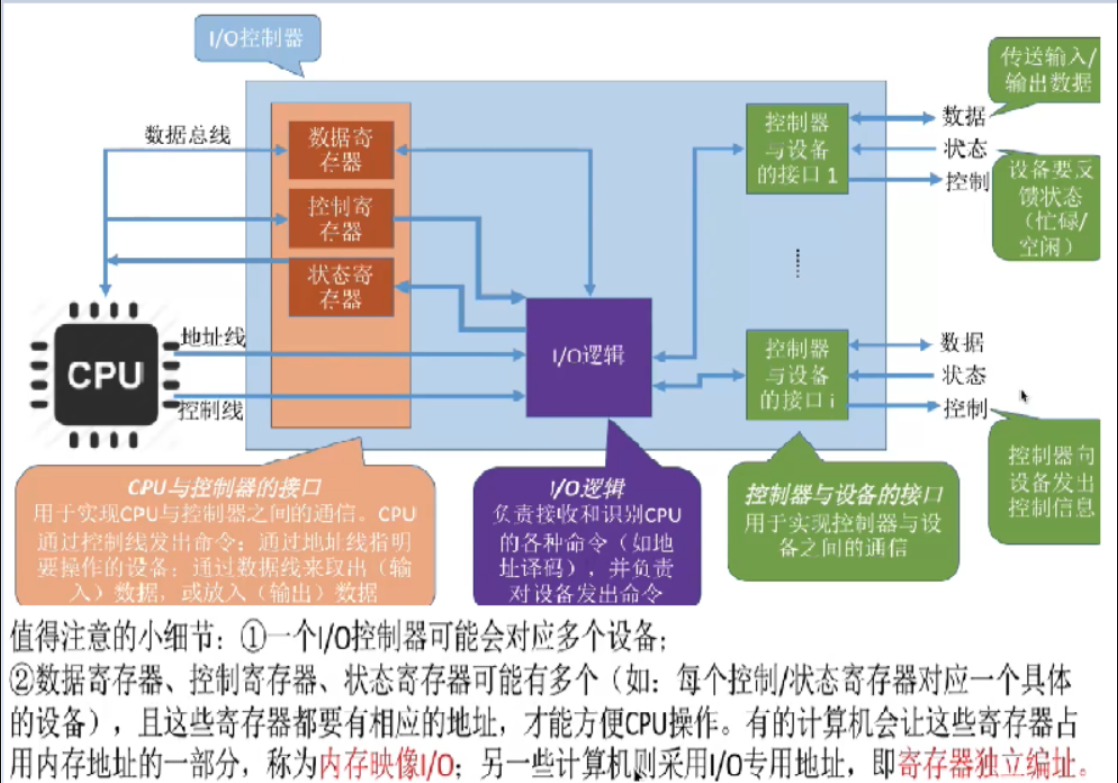 I/O控制器
传送输入/
输出数据
数据总线
数据寄
存器
控制寄
存器
状态寄
存器
地址线
控制线
CPU
I/O逻辑
控制器
与设备
的接口 1
数据
状态
控制
设备要反
馈状态
（忙碌/
空闲）
控制器
与设备
的接口 i
数据
状态
控制
控制器向
设备发出
控制信息
CPU与控制器的接口
用于实现CPU与控制器之间的通信。CPU
通过控制线发出命令；通过地址线指明
要操作的设备；通过数据线来取出（输
入）数据，或放入（输出）数据
I/O逻辑
负责接收和识别CPU
的各种命令（如地
址译码），并负责
对设备发出命令
控制器与设备的接口
用于实现控制器与设
备之间的通信
值得注意的小细节：①一个I/O控制器可能会对应多个设备；
②数据寄存器、控制寄存器、状态寄存器可能有多个（如：每个控制/状态寄存器对应一个具体
的设备），且这些寄存器都要有相应的地址，才能方便CPU操作。有的计算机会让这些寄存器占
用内存地址的一部分，称为内存映像I/O；另一些计算机则采用I/O专用地址，即寄存器独立编址。